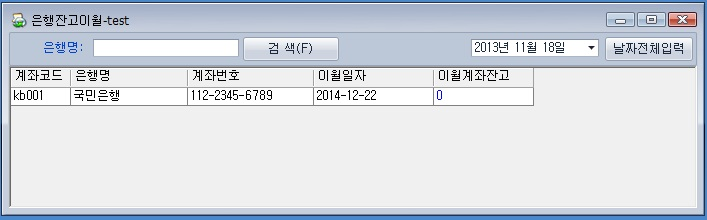 은행잔고이월-test
은행명: 검 색(F) 2013년 11월 18일 날짜전체입력
계좌코드 은행명 계좌번호 이월일자 이월계좌잔고
kb001 국민은행 112-2345-6789 2014-12-22 0